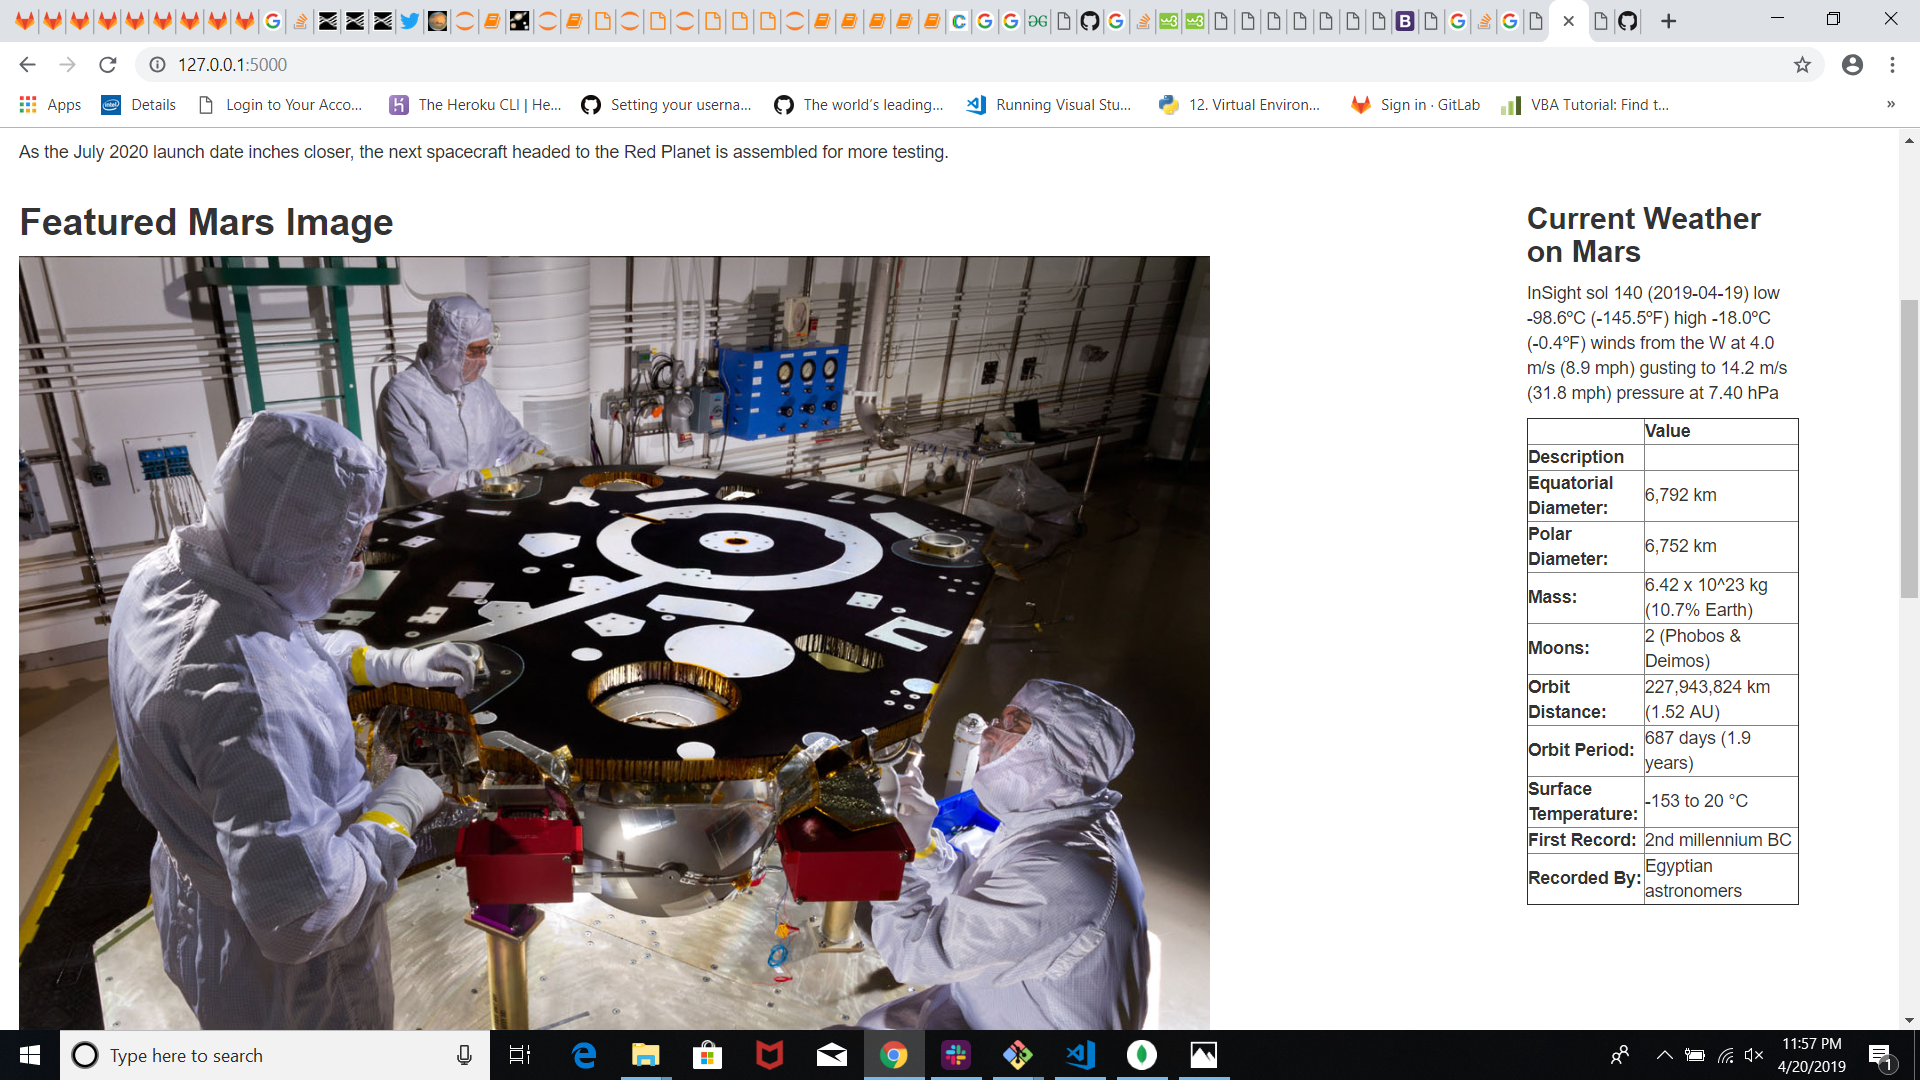 127.0.0.1:5000
Apps
Details
Login to Your Acco...
The Heroku CLI | He...
Setting your userna...
The world's leading...
Running Visual Stu...
12. Virtual Environ...
Sign in · GitLab
VBA Tutorial: Find t...
»
As the July 2020 launch date inches closer, the next spacecraft headed to the Red Planet is assembled for more testing.
Featured Mars Image
Current Weather
on Mars
InSight sol 140 (2019-04-19) low
-98.6ºC (-145.5ºF) high -18.0ºC
(-0.4ºF) winds from the W at 4.0
m/s (8.9 mph) gusting to 14.2 m/s
(31.8 mph) pressure at 7.40 hPa
Value
Description
Equatorial
Diameter:
6,792 km
Polar
Diameter:
6,752 km
Mass:
6.42 x 10^23 kg
(10.7% Earth)
Moons:
2 (Phobos &
Deimos)
Orbit
Distance:
227,943,824 km
(1.52 AU)
Orbit Period:
687 days (1.9
years)
Surface
Temperature:
-153 to 20 °C
First Record:
2nd millennium BC
Recorded By:
Egyptian
astronomers
Type here to search
11:57 PM
4/20/2019
1